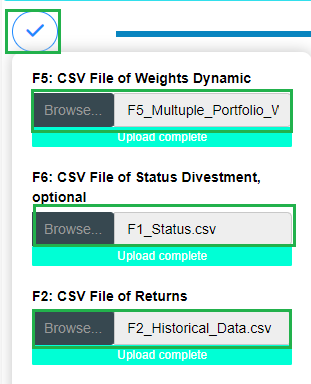 F5: CSV File of Weights Dynamic
Browse... F5_Multuple_Portfolio_W
Upload complete
F6: CSV File of Status Divestment,
optional
Browse... F1_Status.csv
Upload complete
F2: CSV File of Returns
Browse... F2_Historical_Data.csv
Upload complete